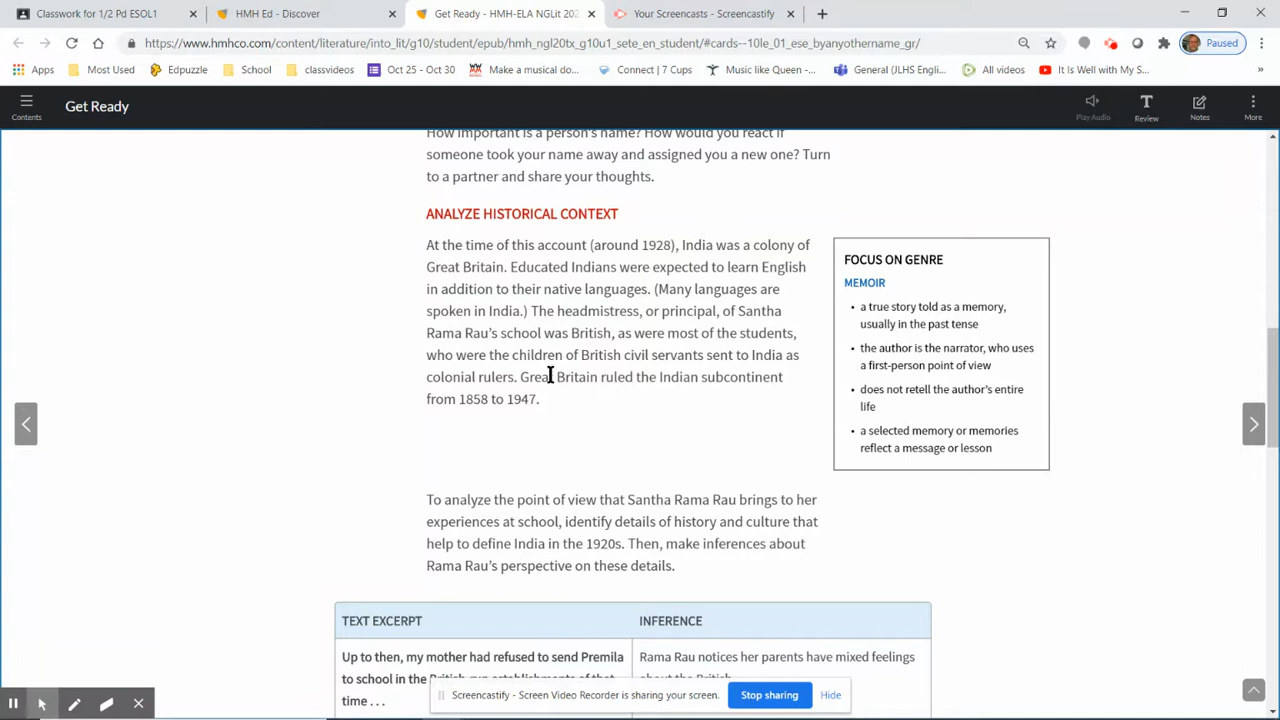 Classwork for 1/2 Pd ESOL1
HMH Ed - Discover
Get Ready - HMH-ELA NGLit 202
Your Screencasts - Screencastify
https://www.hmhco.com/content/literature/into_lit/g10/student/epub/hmh_ngl20tx_g10u1_sete_en_student/#cards--10le_01_ese_byanyothername_gr/
Paused
Apps
Most Used
Edpuzzle
School
classvideos
Oct 25 - Oct 30
Make a musical do...
Connect | 7 Cups
Music like Queen -...
General (JLHS Engli...
All videos
It Is Well with My S...
»
Contents
Get Ready
Play Audio
Review
Notes
More
How important is a person's name? How would you react if
someone took your name away and assigned you a new one? Turn
to a partner and share your thoughts.
ANALYZE HISTORICAL CONTEXT
At the time of this account (around 1928), India was a colony of
Great Britain. Educated Indians were expected to learn English
in addition to their native languages. (Many languages are
spoken in India.) The headmistress, or principal, of Santha
Rama Rau's school was British, as were most of the students,
who were the children of British civil servants sent to India as
colonial rulers. Great Britain ruled the Indian subcontinent
from 1858 to 1947.
FOCUS ON GENRE
MEMOIR
• a true story told as a memory,
usually in the past tense
• the author is the narrator, who uses
a first-person point of view
• does not retell the author's entire
life
• a selected memory or memories
reflect a message or lesson
To analyze the point of view that Santha Rama Rau brings to her
experiences at school, identify details of history and culture that
help to define India in the 1920s. Then, make inferences about
Rama Rau's perspective on these details.
TEXT EXCERPT
INFERENCE
Up to then, my mother had refused to send Premila
to school in the British-run establishments of that
time . . .
Rama Rau notices her parents have mixed feelings
about the British
Screencastify - Screen Video Recorder is sharing your screen.
Stop sharing
Hide